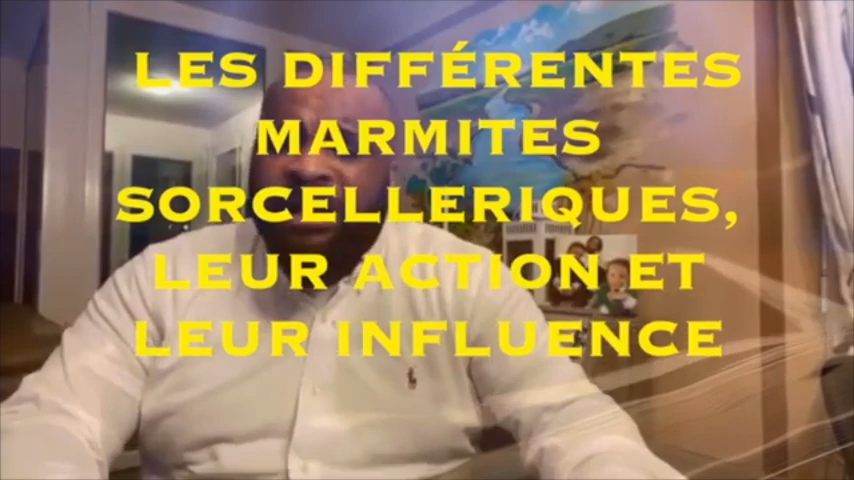 LES DIFFÉRENTES
MARMITES
SORCELLERIQUES,
LEUR ACTION ET
LEUR INFLUENCE